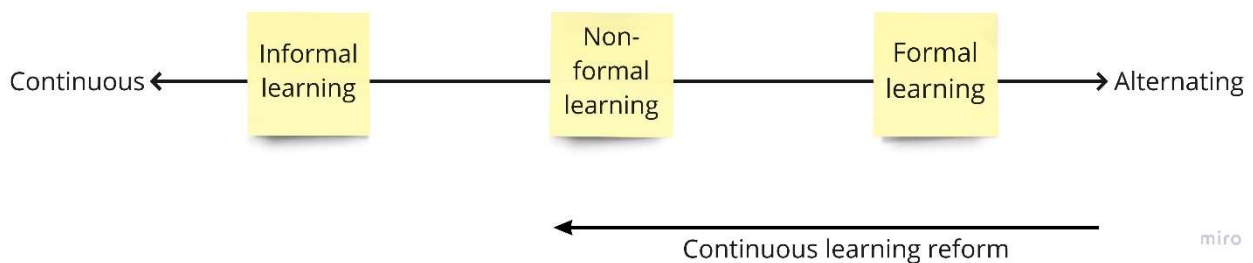 Continuous
Informal
learning
Non-
formal
learning
Formal
learning
Alternating
Continuous learning reform
miro